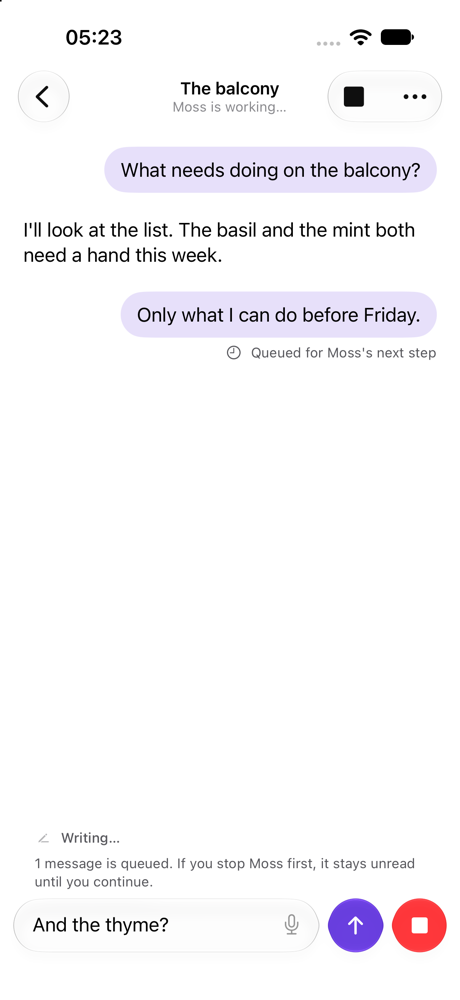 05:23
The balcony
Moss is working...
What needs doing on the balcony?
I'll look at the list. The basil and the mint both
need a hand this week.
Only what I can do before Friday.
Queued for Moss's next step
Writing...
1 message is queued. If you stop Moss first, it stays unread
until you continue.
And the thyme?